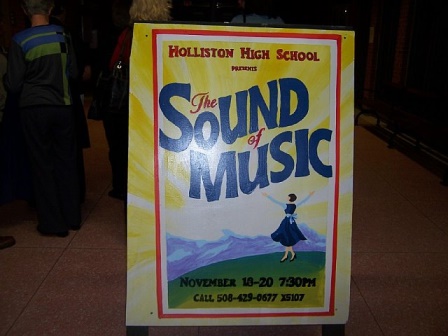 HOLLISTON HIGH SCHOOL
PRESENTS
The
SOUND
of
MUSIC
NOVEMBER 18-20 7:30PM
CALL 508-429-0677 X5107